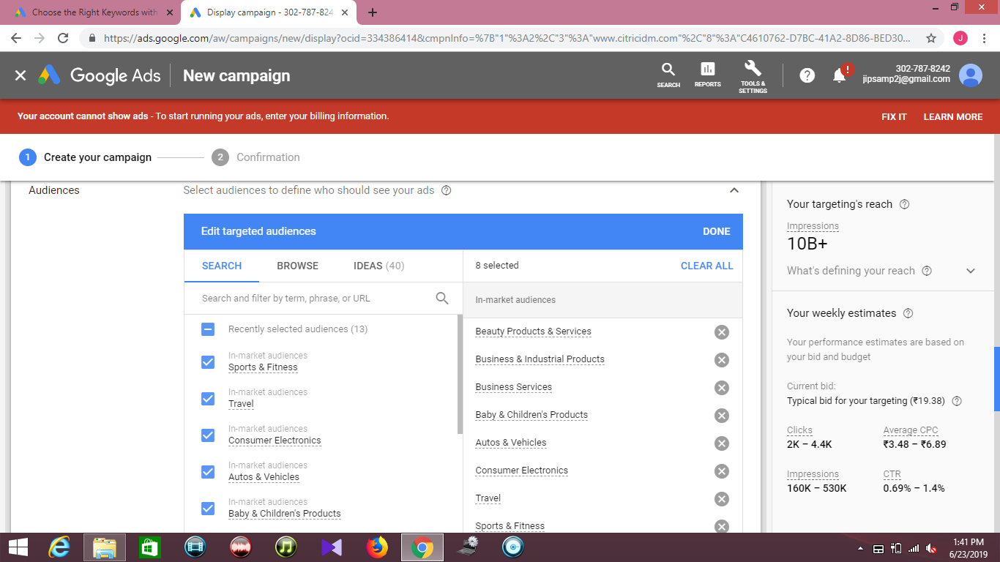 Choose the Right Keywords with
Display campaign - 302-787-824
https://ads.google.com/aw/campaigns/new/display?ocid=334386414&cmpnInfo=%7B"1"%3A2%2C"3"%3A"www.citricidm.com"%2C"8"%3A"C4610762-D7BC-41A2-8D86-BED30...
J
Google Ads
New campaign
SEARCH
REPORTS
TOOLS & SETTINGS
302-787-8242
jipsamp2j@gmail.com
Your account cannot show ads - To start running your ads, enter your billing information.
FIX IT
LEARN MORE
1 Create your campaign
2 Confirmation
Audiences
Select audiences to define who should see your ads
Edit targeted audiences
DONE
SEARCH
BROWSE
IDEAS (40)
Search and filter by term, phrase, or URL
Recently selected audiences (13)
In-market audiences
Sports & Fitness
In-market audiences
Travel
In-market audiences
Consumer Electronics
In-market audiences
Autos & Vehicles
In-market audiences
Baby & Children's Products
8 selected
CLEAR ALL
In-market audiences
Beauty Products & Services
Business & Industrial Products
Business Services
Baby & Children's Products
Autos & Vehicles
Consumer Electronics
Travel
Sports & Fitness
Your targeting's reach
Impressions
10B+
What's defining your reach
Your weekly estimates
Your performance estimates are based on
your bid and budget
Current bid:
Typical bid for your targeting (₹19.38)
Clicks
2K – 4.4K
Average CPC
₹3.48 – ₹6.89
Impressions
160K – 530K
CTR
0.69% – 1.4%
1:41 PM
6/23/2019